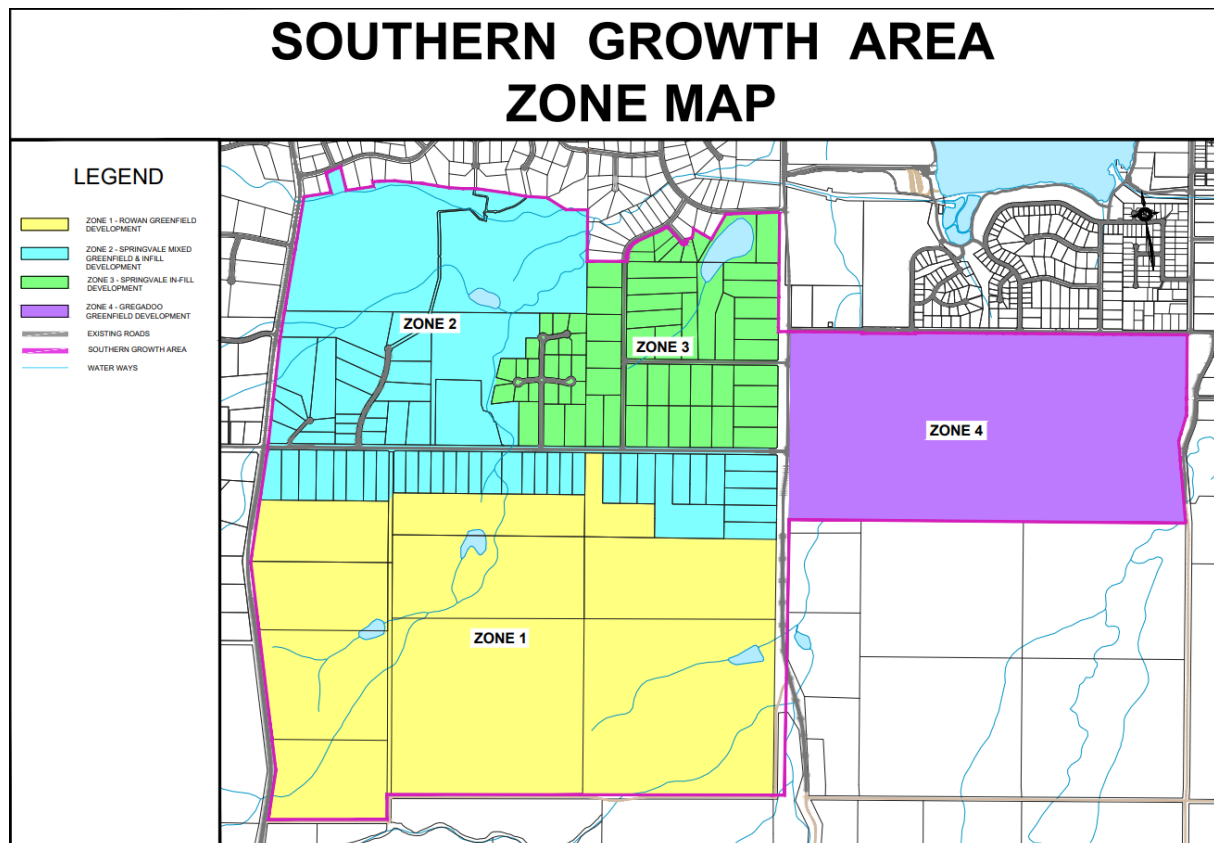 SOUTHERN GROWTH AREA
ZONE MAP
LEGEND
ZONE 1 - ROWAN GREENFIELD
DEVELOPMENT
ZONE 2 - SPRINGVALE MIXED
GREENFIELD & INFILL
DEVELOPMENT
ZONE 3 - SPRINGVALE IN-FILL
DEVELOPMENT
ZONE 4 - GREGADOO
GREENFIELD DEVELOPMENT
EXISTING ROADS
SOUTHERN GROWTH AREA
WATER WAYS
ZONE 2
ZONE 3
ZONE 4
ZONE 1